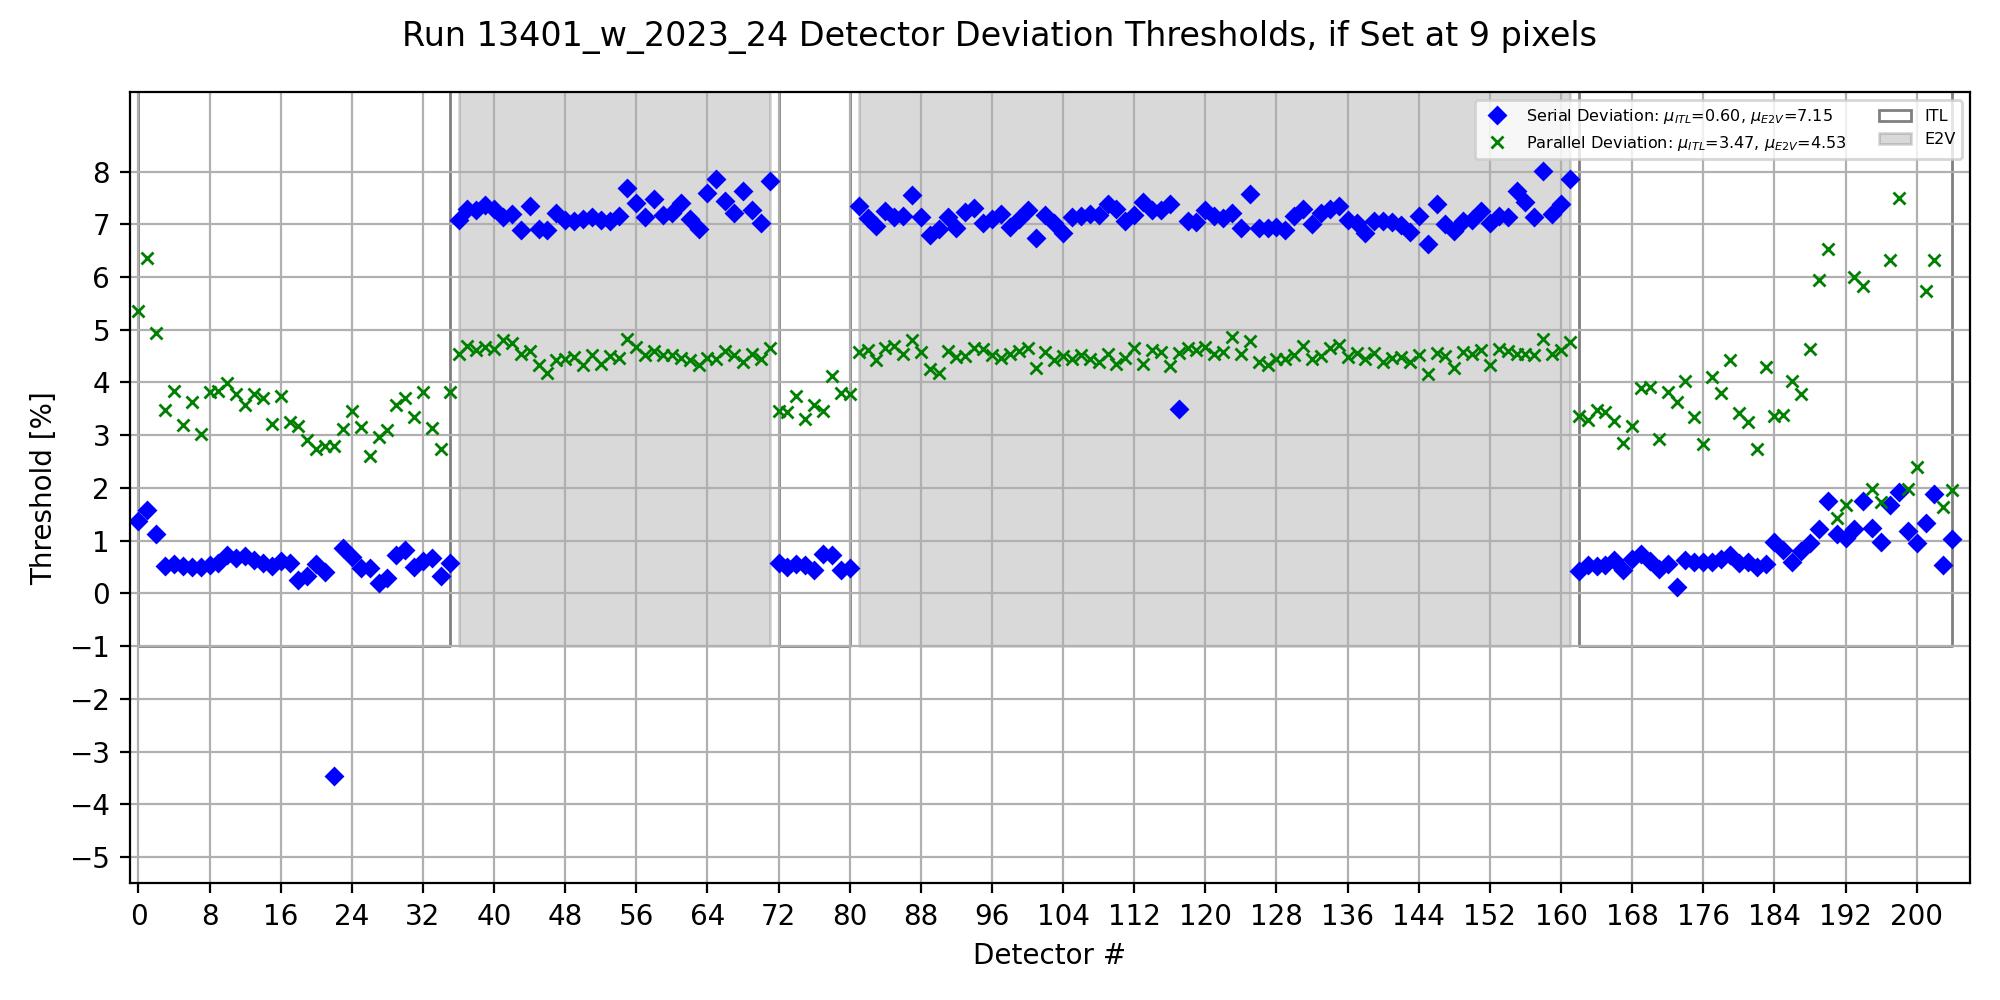 Run 13401_w_2023_24 Detector Deviation Thresholds, if Set at 9 pixels
Serial Deviation: μITL=0.60, μE2V=7.15
Parallel Deviation: μITL=3.47, μE2V=4.53
ITL
E2V
Threshold [%]
8
7
6
5
4
3
2
1
0
−1
−2
−3
−4
−5
0 8 16 24 32 40 48 56 64 72 80 88 96 104 112 120 128 136 144 152 160 168 176 184 192 200
Detector #